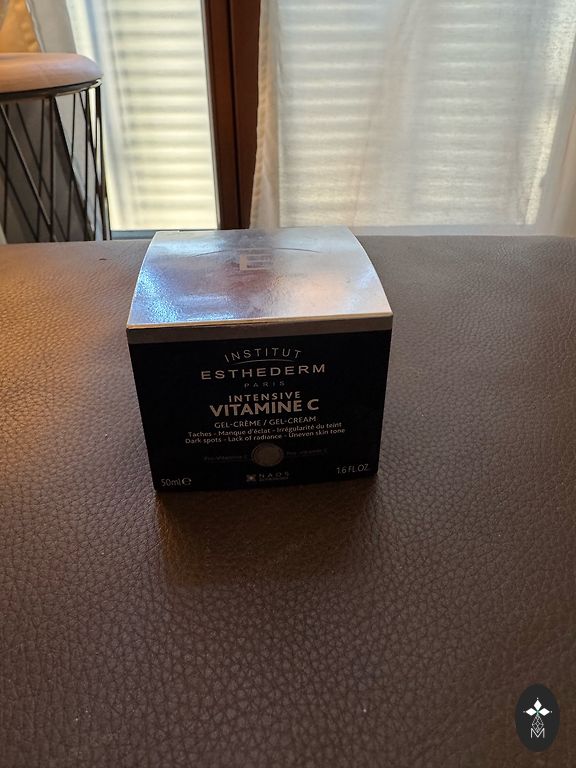 E
INSTITUT
ESTHEDERM
PARIS
INTENSIVE
VITAMINE C
GEL-CRÈME / GEL-CREAM
Taches - Manque d'éclat - Irrégularité du teint
Dark spots - Lack of radiance - Uneven skin tone
50ml e
NAOS
1.6 FL.OZ.
M